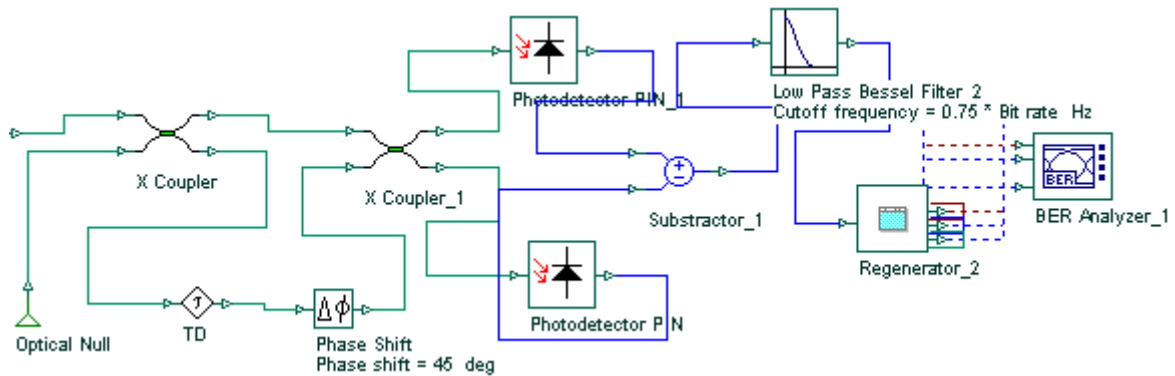 Photodetector PIN_1
Low Pass Bessel Filter 2
Cutoff frequency = 0.75 * Bit rate Hz
X Coupler
X Coupler_1
Substractor_1
BER
BER Analyzer_1
Regenerator_2
Optical Null
τ
TD
Δϕ
Phase Shift
Phase shift = 45 deg
Photodetector PIN